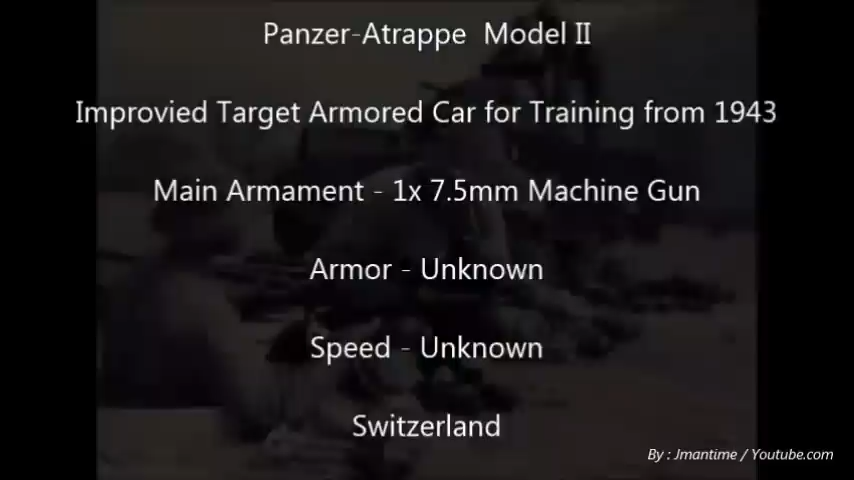 Panzer-Atrappe Model II
Improvied Target Armored Car for Training from 1943
Main Armament - 1x 7.5mm Machine Gun
Armor - Unknown
Speed - Unknown
Switzerland
By : Jmantime / Youtube.com